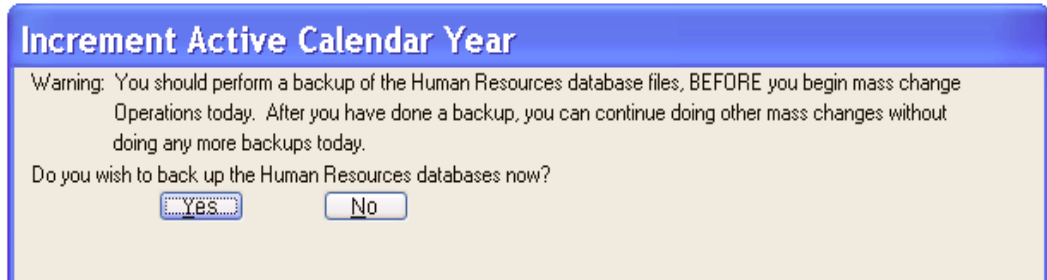 Increment Active Calendar Year
Warning: You should perform a backup of the Human Resources database files, BEFORE you begin mass change
Operations today. After you have done a backup, you can continue doing other mass changes without
doing any more backups today.
Do you wish to back up the Human Resources databases now?
Yes No